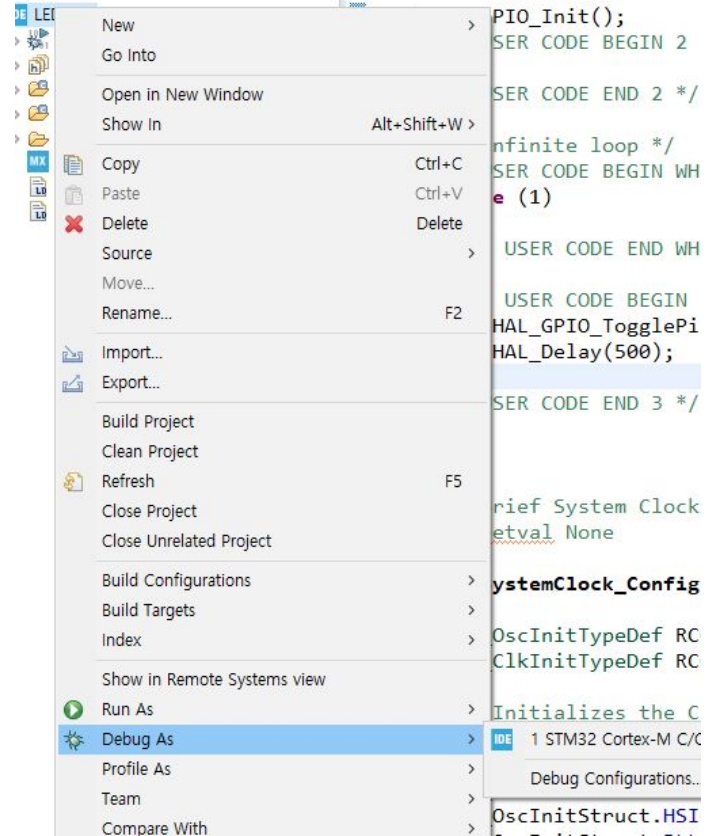 IDE LED
PIO_Init();
New >
SER CODE BEGIN 2
Go Into
Open in New Window
SER CODE END 2 */
Show In Alt+Shift+W >
nfinite loop */
MX
Copy Ctrl+C
SER CODE BEGIN WH
LD
Paste Ctrl+V
e (1)
LD
Delete Delete
Source >
USER CODE END WH
Move...
Rename... F2
USER CODE BEGIN
HAL_GPIO_TogglePi
Import...
HAL_Delay(500);
Export...
SER CODE END 3 */
Build Project
Clean Project
Refresh F5
Close Project
rief System Clock
Close Unrelated Project
etval None
Build Configurations >
ystemClock_Config
Build Targets >
Index >
OscInitTypeDef RC
ClkInitTypeDef RC
Show in Remote Systems view
Run As >
Initializes the C
Debug As >
IDE 1 STM32 Cortex-M C/C
Profile As >
Debug Configurations...
Team >
OscInitStruct.HSI
Compare With >